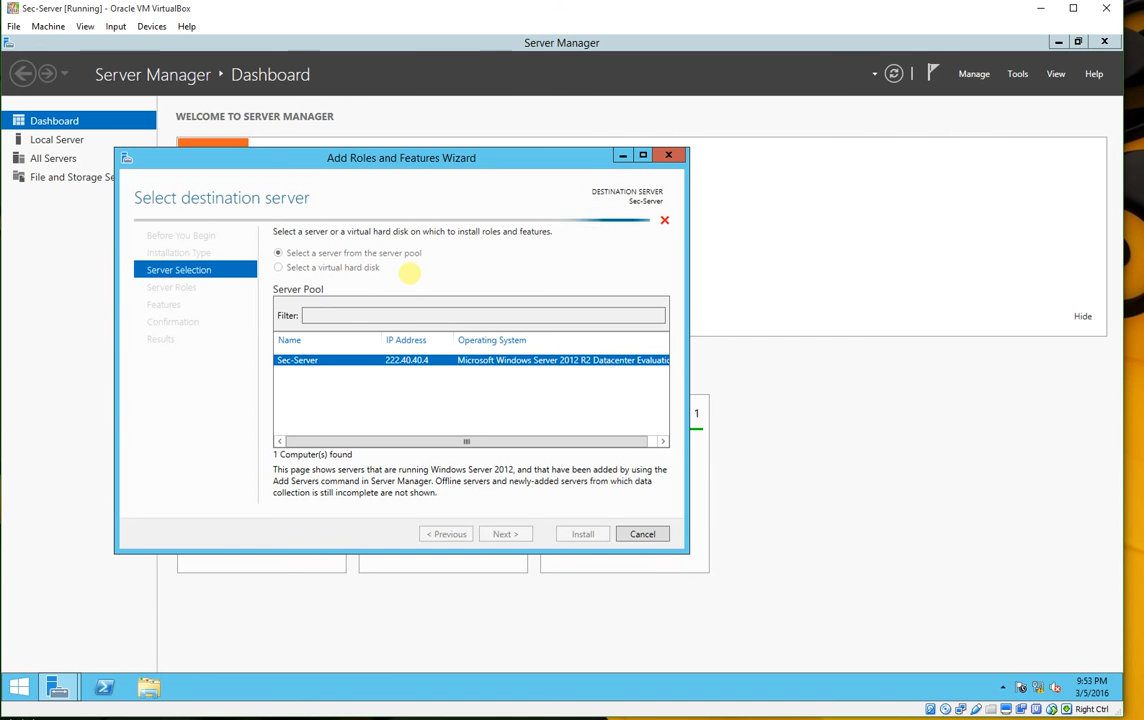 Sec-Server [Running] - Oracle VM VirtualBox
File Machine View Input Devices Help
Server Manager
Server Manager • Dashboard
Manage Tools View Help
Dashboard
Local Server
All Servers
File and Storage Se
WELCOME TO SERVER MANAGER
Hide
1
Add Roles and Features Wizard
Select destination server
DESTINATION SERVER
Sec-Server
Before You Begin
Installation Type
Server Selection
Server Roles
Features
Confirmation
Results
Select a server or a virtual hard disk on which to install roles and features.
Select a server from the server pool
Select a virtual hard disk
Server Pool
Filter:
Name IP Address Operating System
Sec-Server 222.40.40.4 Microsoft Windows Server 2012 R2 Datacenter Evaluatio
1 Computer(s) found
This page shows servers that are running Windows Server 2012, and that have been added by using the
Add Servers command in Server Manager. Offline servers and newly-added servers from which data
collection is still incomplete are not shown.
< Previous Next > Install Cancel
9:53 PM
3/5/2016
Right Ctrl